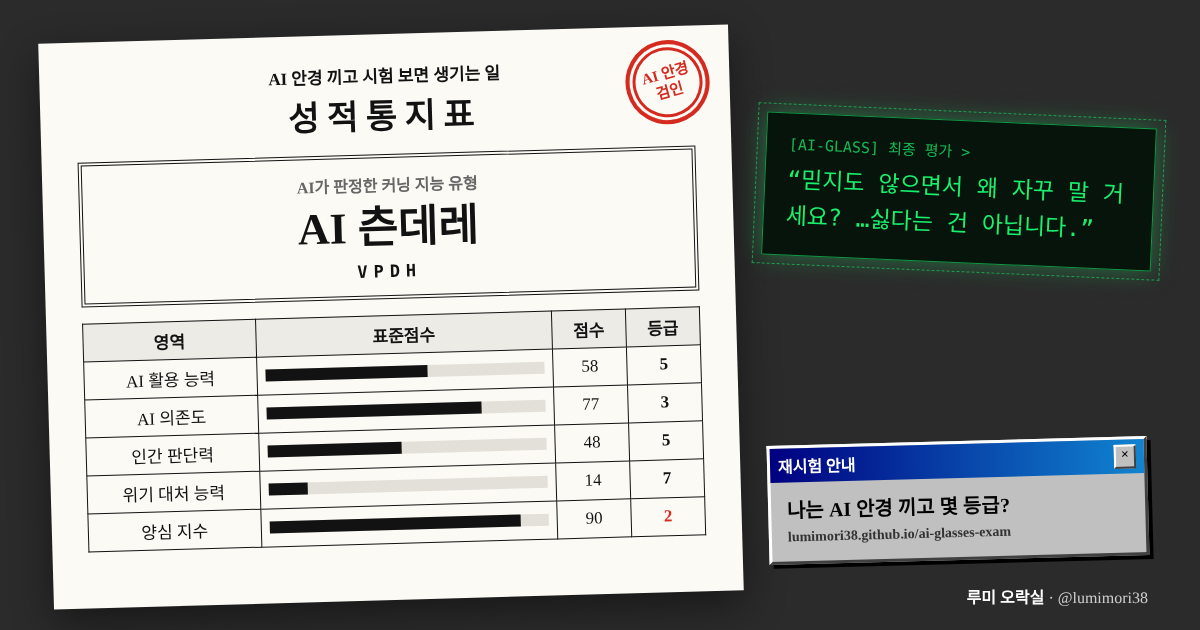 AI 안경 끼고 시험 보면 생기는 일
성적통지표
AI 안경
검인
AI가 판정한 커닝 지능 유형
AI 츤데레
VPDH
영역 표준점수 점수 등급
AI 활용 능력 58 5
AI 의존도 77 3
인간 판단력 48 5
위기 대처 능력 14 7
양심 지수 90 2
[AI-GLASS] 최종 평가 >
“믿지도 않으면서 왜 자꾸 말 거
세요? …싫다는 건 아닙니다.”
재시험 안내 ×
나는 AI 안경 끼고 몇 등급?
lumimori38.github.io/ai-glasses-exam
루미 오락실 · @lumimori38